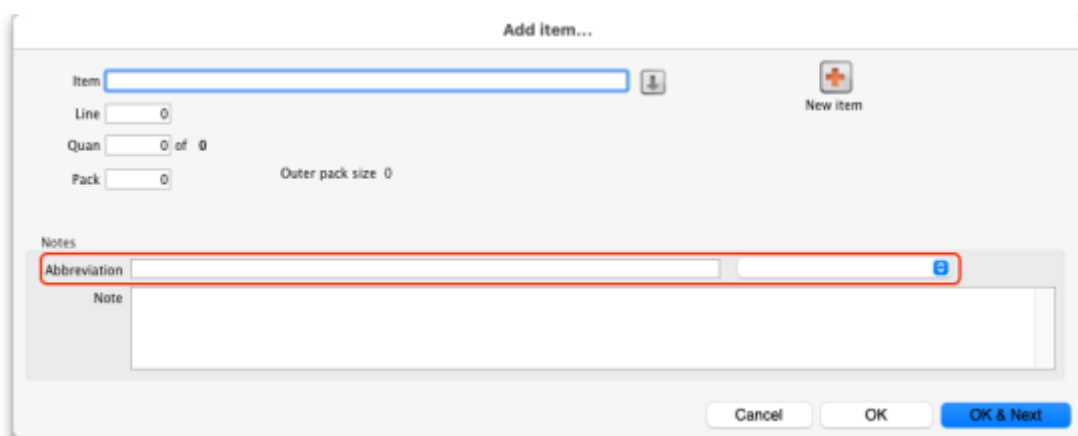 Add item...
Item
New item
Line 0
Quan 0 of 0
Pack 0 Outer pack size 0
Notes
Abbreviation
Note
Cancel OK OK & Next